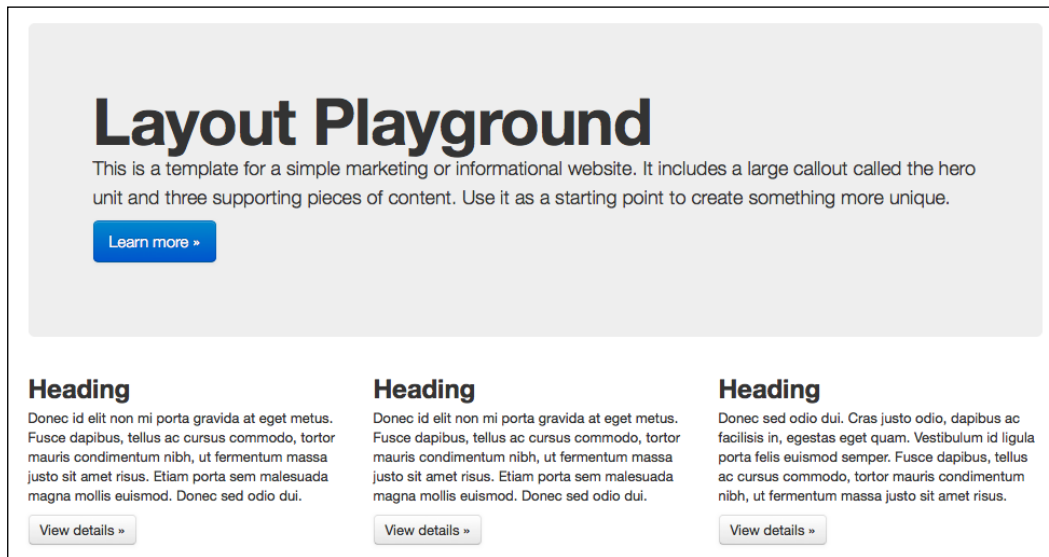 Layout Playground
This is a template for a simple marketing or informational website. It includes a large callout called the hero
unit and three supporting pieces of content. Use it as a starting point to create something more unique.
Learn more »
Heading
Donec id elit non mi porta gravida at eget metus.
Fusce dapibus, tellus ac cursus commodo, tortor
mauris condimentum nibh, ut fermentum massa
justo sit amet risus. Etiam porta sem malesuada
magna mollis euismod. Donec sed odio dui.
View details »
Heading
Donec id elit non mi porta gravida at eget metus.
Fusce dapibus, tellus ac cursus commodo, tortor
mauris condimentum nibh, ut fermentum massa
justo sit amet risus. Etiam porta sem malesuada
magna mollis euismod. Donec sed odio dui.
View details »
Heading
Donec sed odio dui. Cras justo odio, dapibus ac
facilisis in, egestas eget quam. Vestibulum id ligula
porta felis euismod semper. Fusce dapibus, tellus
ac cursus commodo, tortor mauris condimentum
nibh, ut fermentum massa justo sit amet risus.
View details »